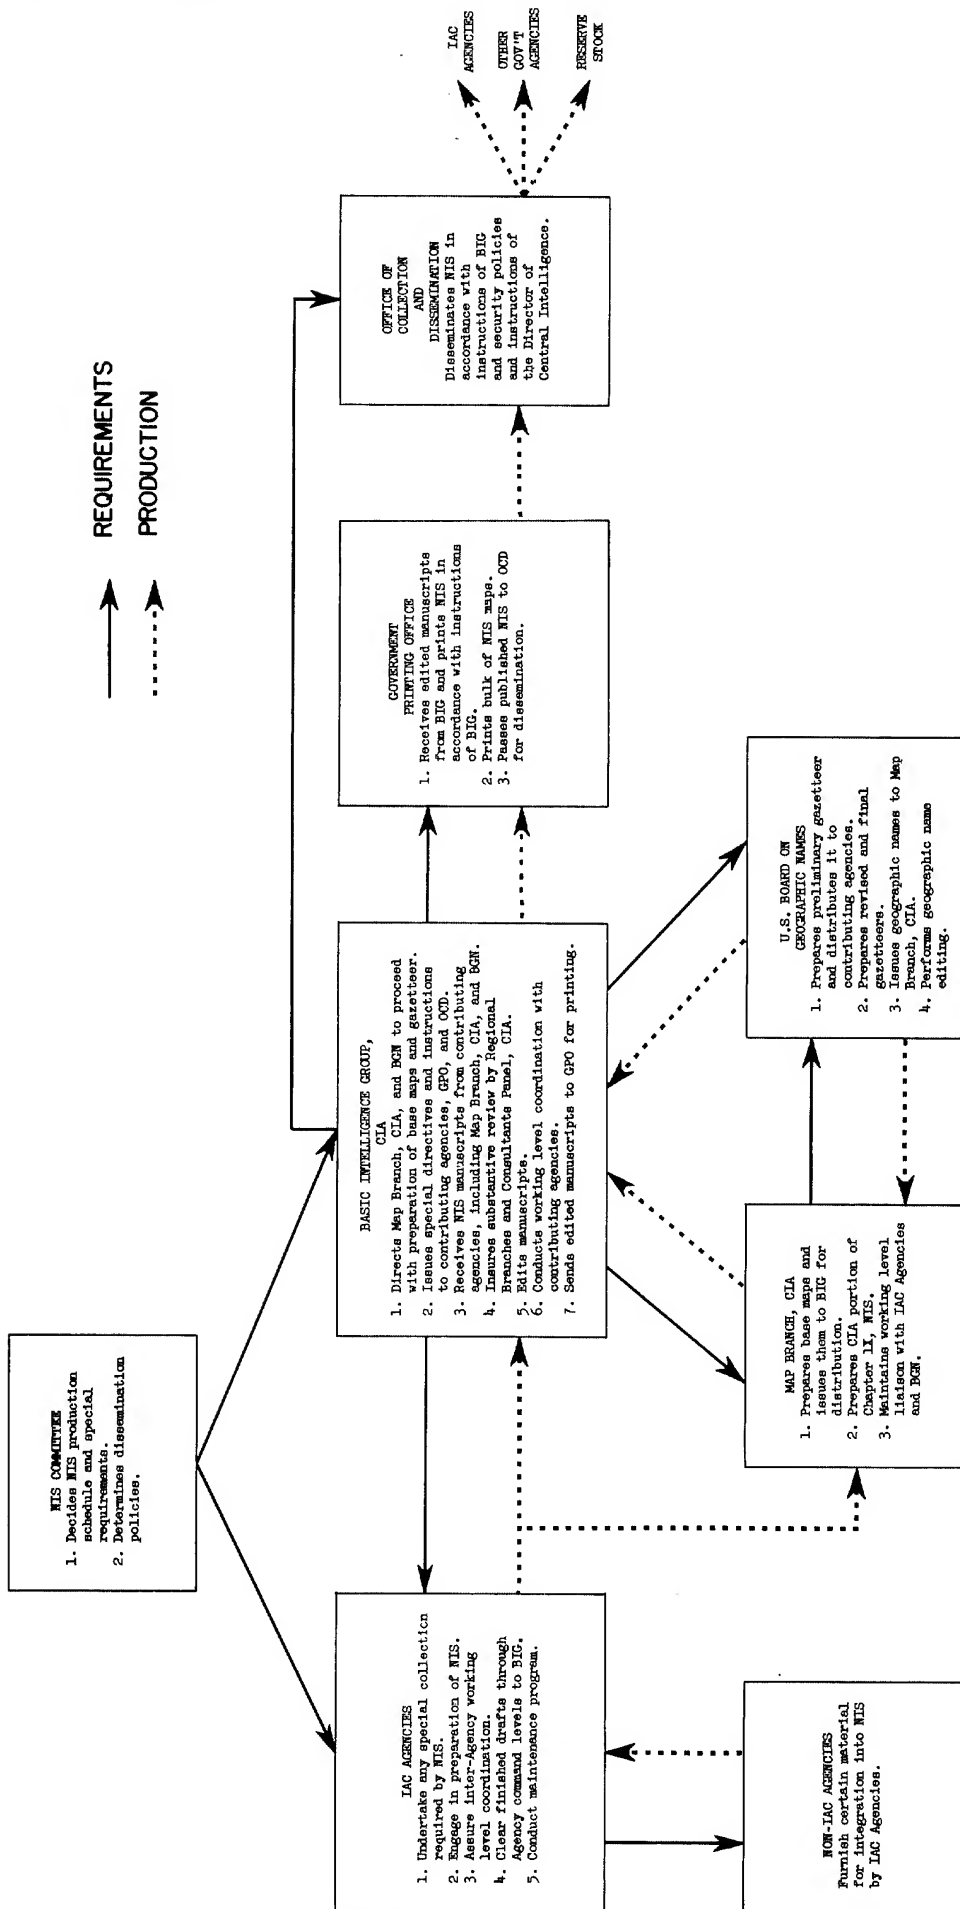 REQUIREMENTS
PRODUCTION
NIS COMMITTEE
1. Decides NIS production
schedule and special
requirements.
2. Determines dissemination
policies.
IAC AGENCIES
1. Undertake any special collection
required by NIS.
2. Engage in preparation of NIS.
3. Assure inter-Agency working
level coordination.
4. Clear finished drafts through
Agency command levels to BIG.
5. Conduct maintenance program.
BASIC INTELLIGENCE GROUP,
CIA
1. Directs Map Branch, CIA, and BGN to proceed
with preparation of base maps and gazetteer.
2. Issues special directives and instructions
to contributing agencies, GPO, and OCD.
3. Receives NIS manuscripts from contributing
agencies, including Map Branch, CIA, and BGN.
4. Insures substantive review by Regional
Branches and Consultants Panel, CIA.
5. Edits manuscripts.
6. Conducts working level coordination with
contributing agencies.
7. Sends edited manuscripts to GPO for printing.
GOVERNMENT
PRINTING OFFICE
1. Receives edited manuscripts
from BIG and prints NIS in
accordance with instructions
of BIG.
2. Prints bulk of NIS maps.
3. Passes published NIS to OCD
for dissemination.
OFFICE OF
COLLECTION
AND
DISSEMINATION
Disseminates NIS in
accordance with
instructions of BIG
and security policies
and instructions of
the Director of
Central Intelligence.
IAC
AGENCIES
OTHER
GOV'T
AGENCIES
RESERVE
STOCK
NON-IAC AGENCIES
Furnish certain material
for integration into NIS
by IAC Agencies.
MAP BRANCH, CIA
1. Prepares base maps and
issues them to BIG for
distribution.
2. Prepares CIA portion of
Chapter IX, NIS.
3. Maintains working level
liaison with IAC Agencies
and BGN.
U.S. BOARD ON
GEOGRAPHIC NAMES
1. Prepares preliminary gazetteer
and distributes it to
contributing agencies.
2. Prepares revised and final
gazetteers.
3. Issues geographic names to Map
Branch, CIA.
4. Performs geographic name
editing.